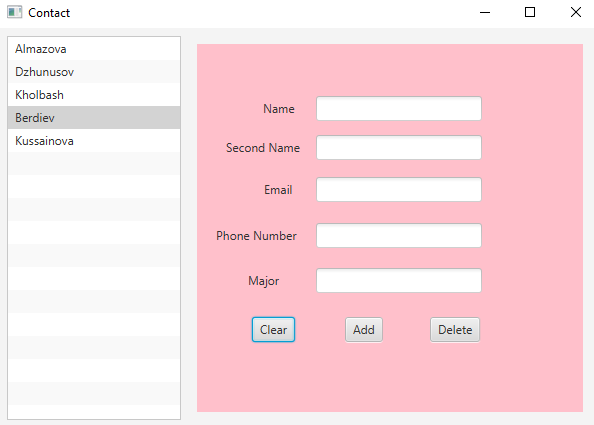 Contact
Almazova
Dzhunusov
Kholbash
Berdiev
Kussainova
Name
Second Name
Email
Phone Number
Major
Clear Add Delete